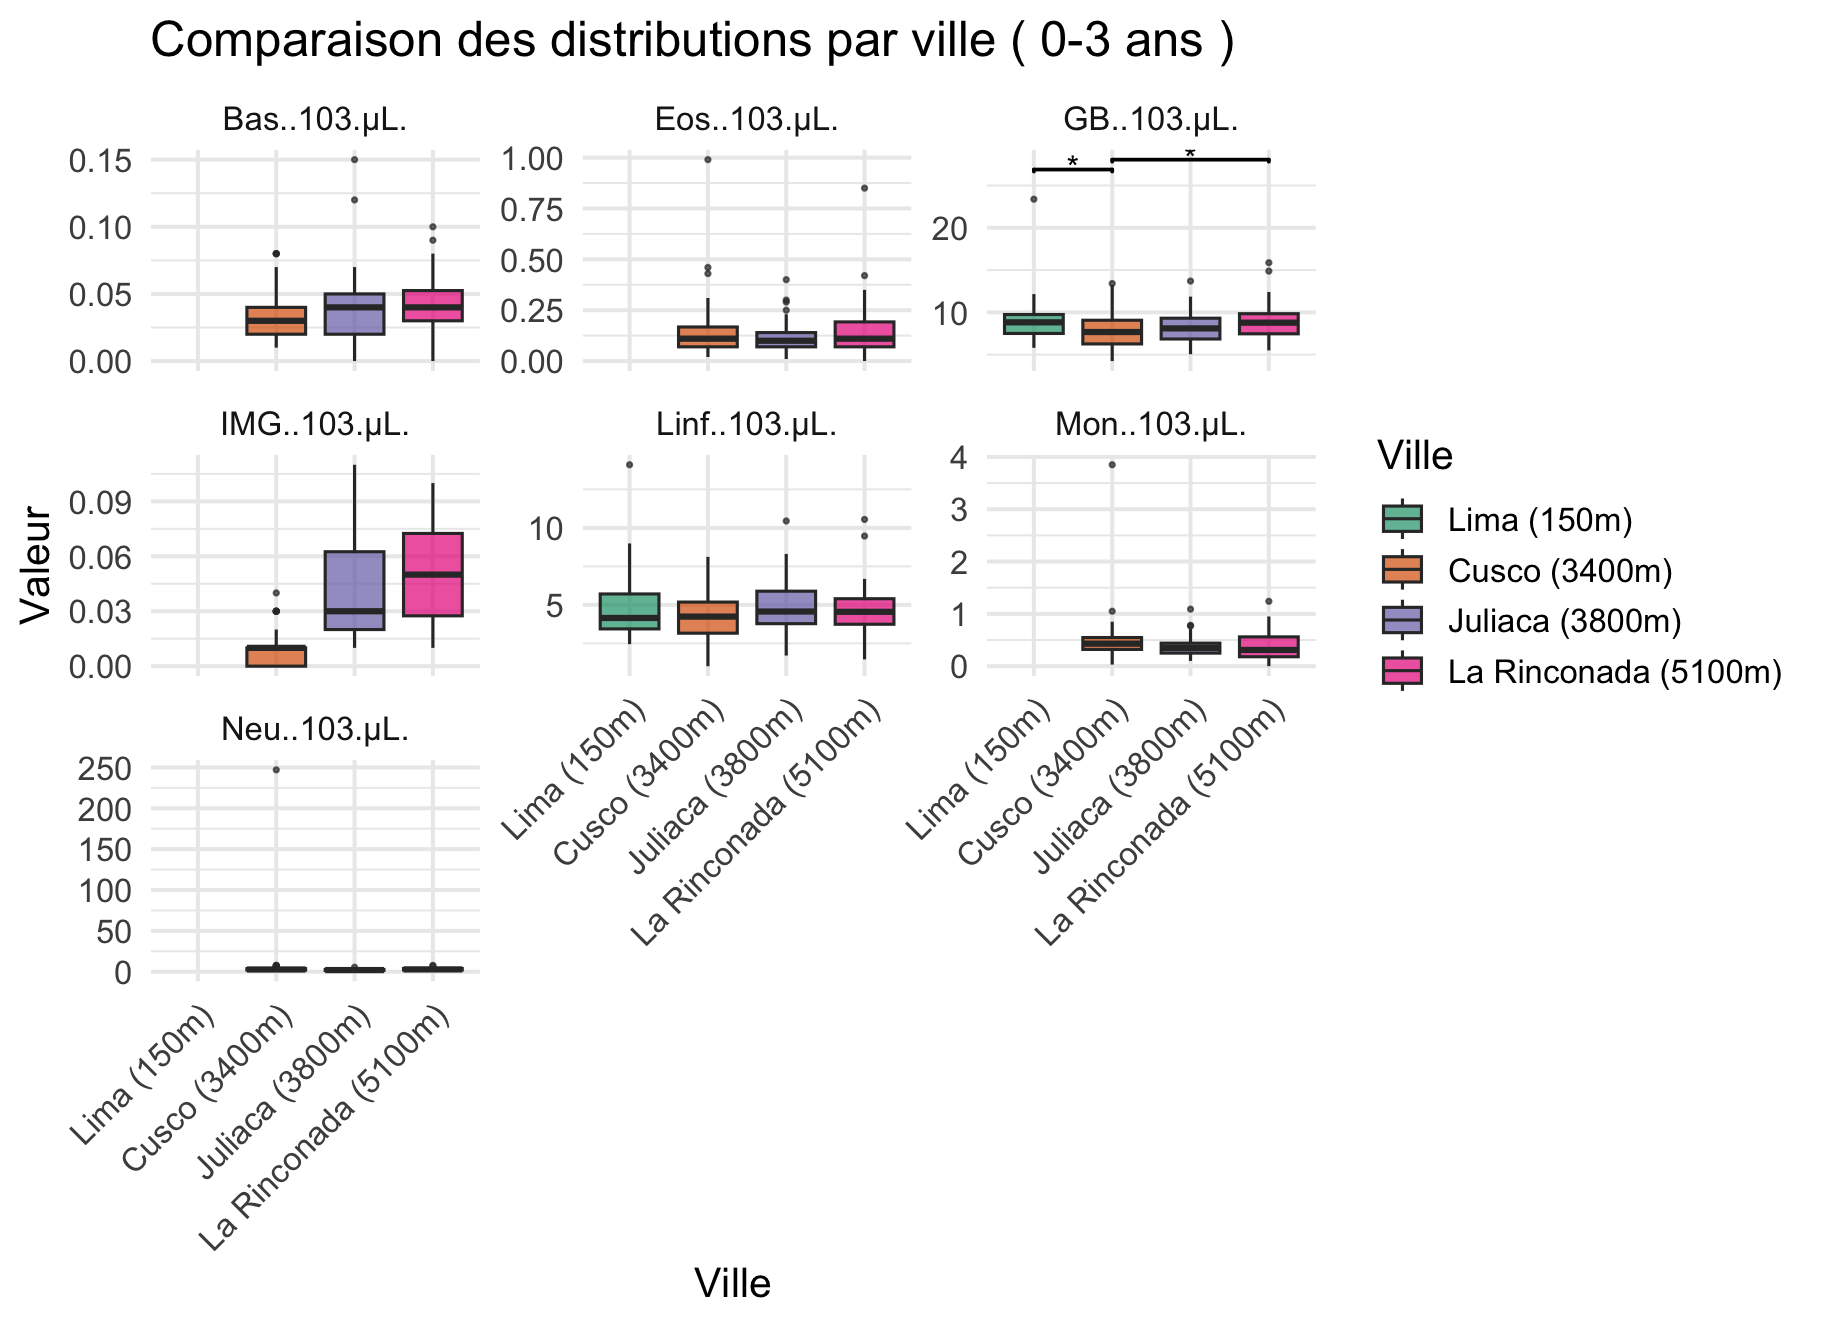 Comparaison des distributions par ville ( 0-3 ans )
Bas..103.µL.
Eos..103.µL.
GB..103.µL.
0.15
0.10
0.05
0.00
1.00
0.75
0.50
0.25
0.00
20
10
*
*
IMG..103.µL.
Linf..103.µL.
Mon..103.µL.
0.09
0.06
0.03
0.00
10
5
4
3
2
1
0
Neu..103.µL.
250
200
150
100
50
0
Lima (150m)
Cusco (3400m)
Juliaca (3800m)
La Rinconada (5100m)
Lima (150m)
Cusco (3400m)
Juliaca (3800m)
La Rinconada (5100m)
Lima (150m)
Cusco (3400m)
Juliaca (3800m)
La Rinconada (5100m)
Valeur
Ville
Ville
Lima (150m)
Cusco (3400m)
Juliaca (3800m)
La Rinconada (5100m)